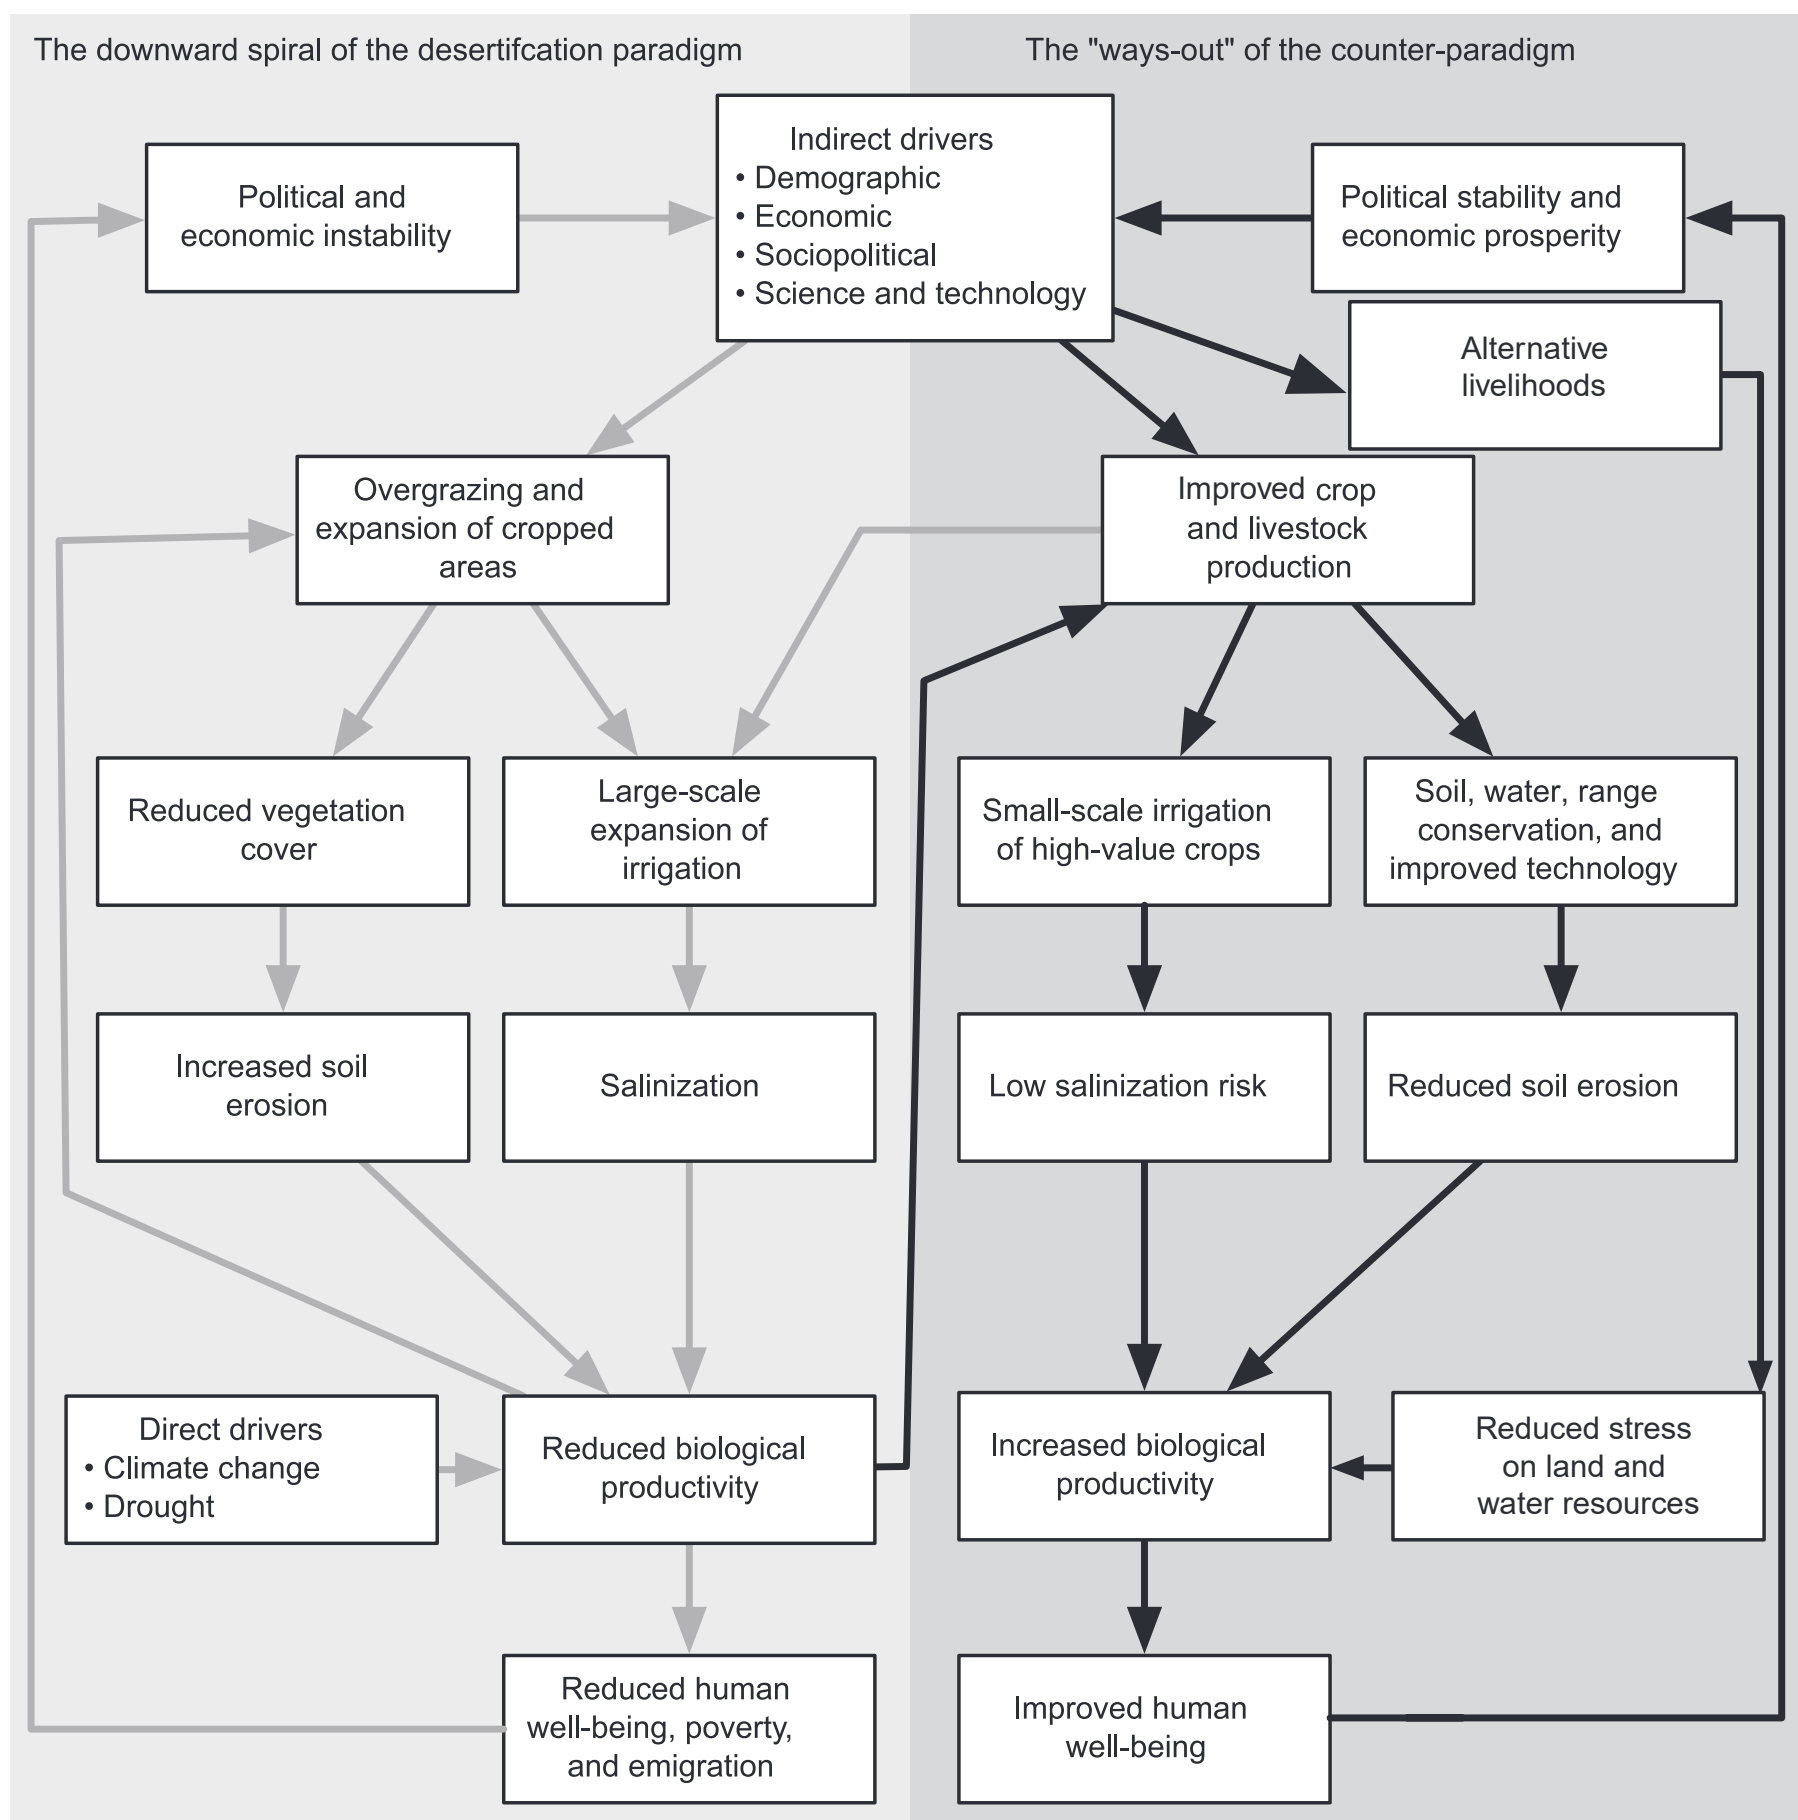 The downward spiral of the desertifcation paradigm
The "ways-out" of the counter-paradigm
Indirect drivers
• Demographic
• Economic
• Sociopolitical
• Science and technology
Political and
economic instability
Political stability and
economic prosperity
Alternative
livelihoods
Overgrazing and
expansion of cropped
areas
Improved crop
and livestock
production
Reduced vegetation
cover
Large-scale
expansion of
irrigation
Small-scale irrigation
of high-value crops
Soil, water, range
conservation, and
improved technology
Increased soil
erosion
Salinization
Low salinization risk
Reduced soil erosion
Direct drivers
• Climate change
• Drought
Reduced biological
productivity
Increased biological
productivity
Reduced stress
on land and
water resources
Reduced human
well-being, poverty,
and emigration
Improved human
well-being